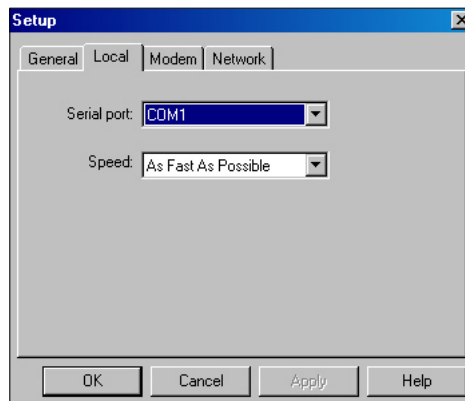 Setup
General Local Modem Network
Serial port: COM1
Speed: As Fast As Possible
OK Cancel Apply Help